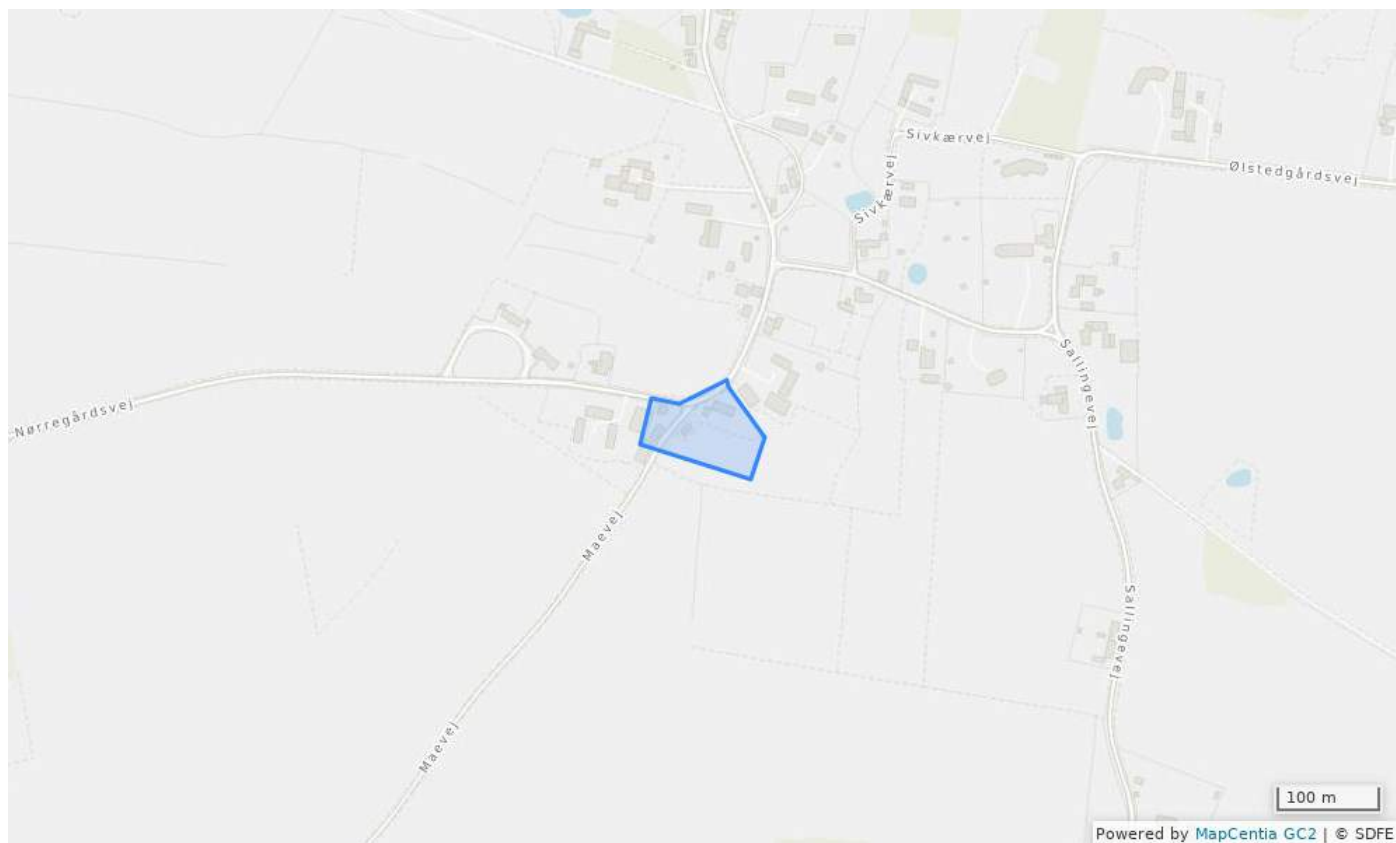 Sivkærvej
Ølstedgårdsvej
Sivkærvej
Sallingevej
Nørregårdsvej
Maevej
Sallingevej
Maevej
100 m
Powered by MapCentia GC2 | © SDFE